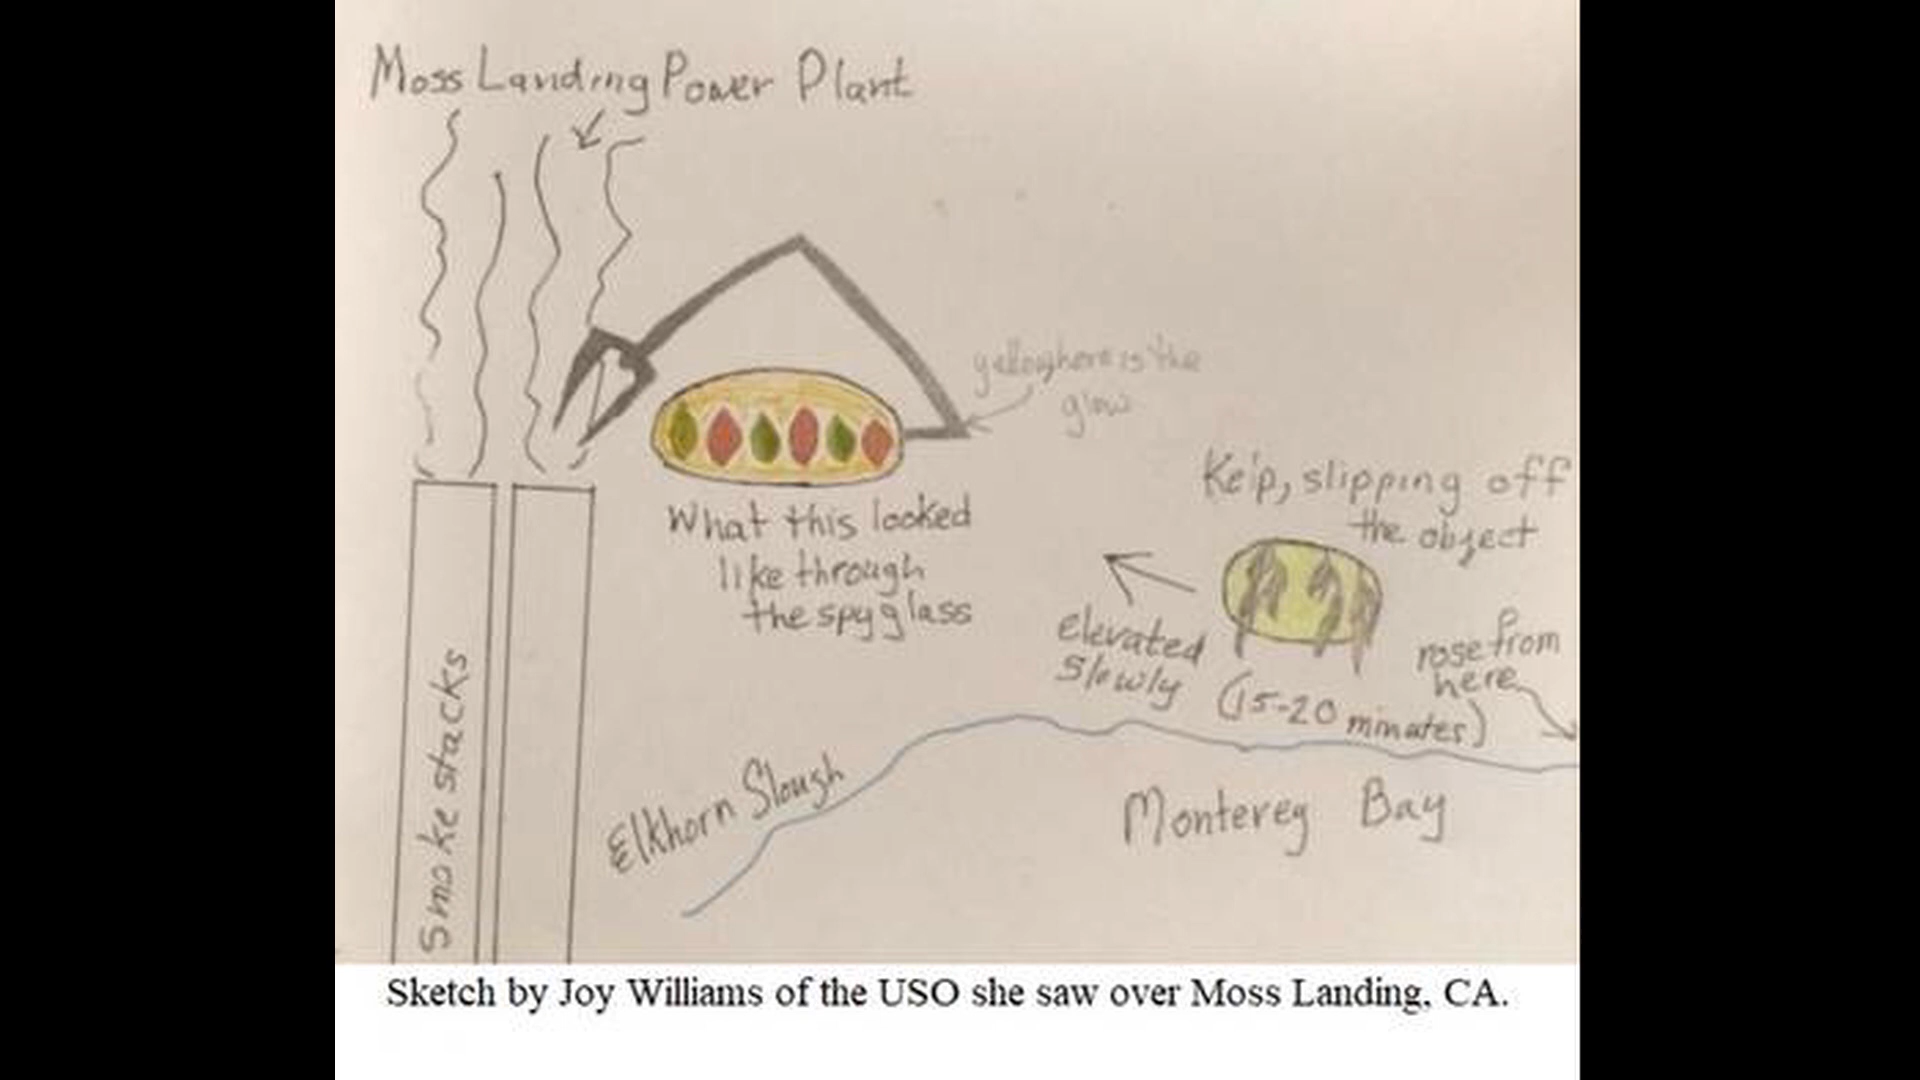 Moss Landing Power Plant
yellow here is the
glow
Kelp, slipping off
the object
What this looked
like through
the spyglass
elevated
slowly
(15-20 minutes)
rose from
here
Smoke stacks
Elkhorn Slough
Monterey Bay
Sketch by Joy Williams of the USO she saw over Moss Landing, CA.